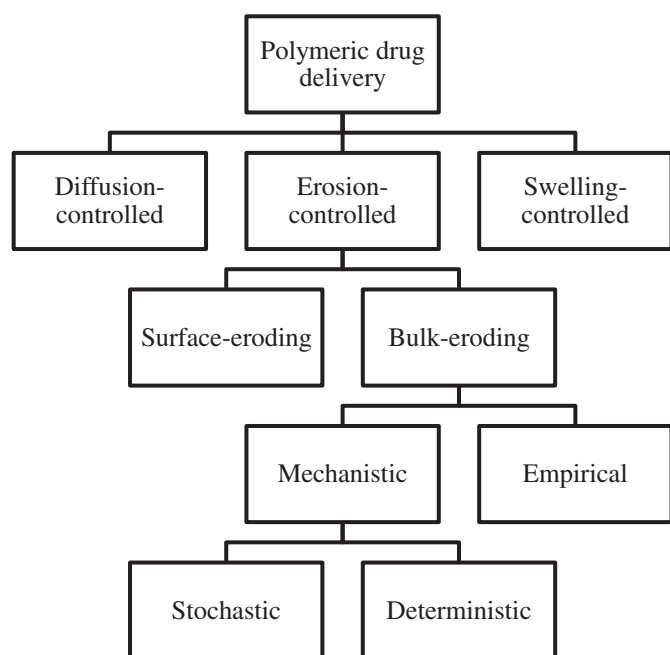 Polymeric drug
delivery
Diffusion-
controlled
Erosion-
controlled
Swelling-
controlled
Surface-eroding
Bulk-eroding
Mechanistic
Empirical
Stochastic
Deterministic